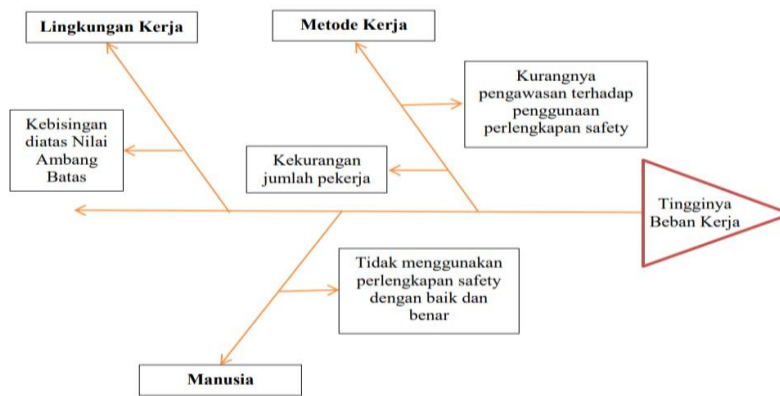 Lingkungan Kerja
Metode Kerja
Kebisingan
diatas Nilai
Ambang
Batas
Kekurangan
jumlah pekerja
Kurangnya
pengawasan terhadap
penggunaan
perlengkapan safety
Tingginya
Beban Kerja
Tidak menggunakan
perlengkapan safety
dengan baik dan
benar
Manusia